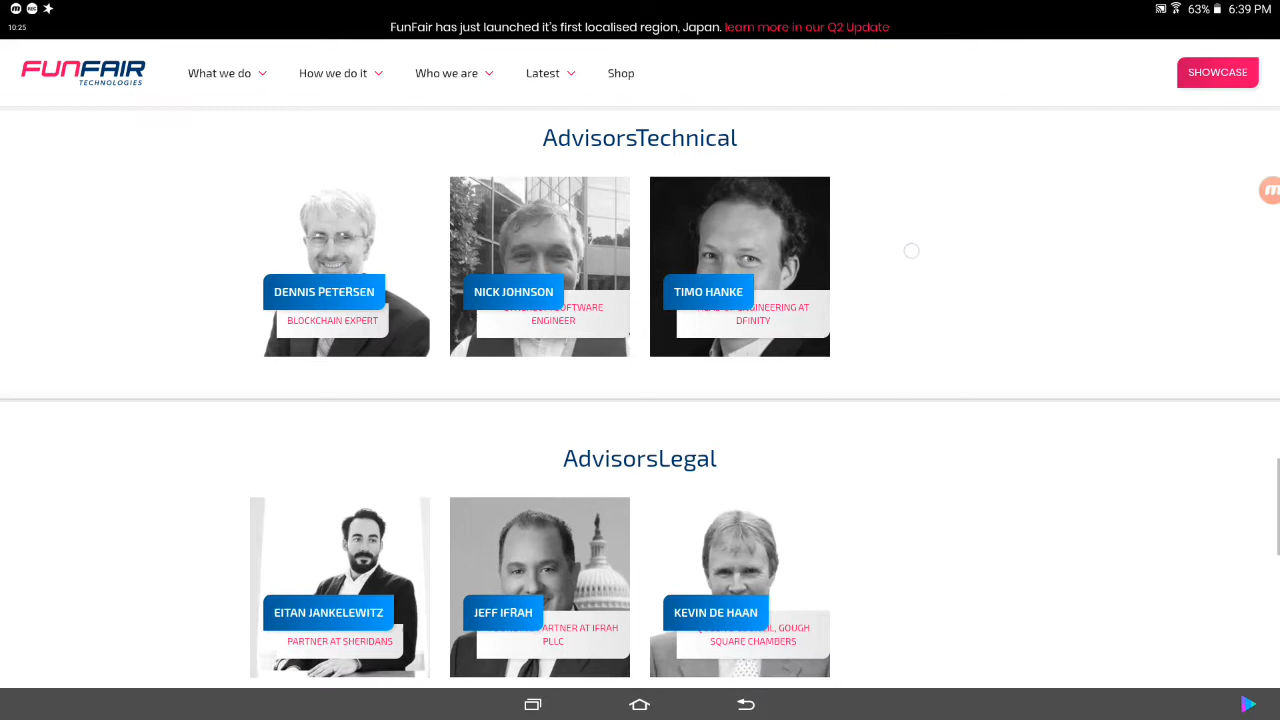 63% 6:39 PM
10:25
FunFair has just launched it's first localised region, Japan. learn more in our Q2 Update
FUNFAIR
TECHNOLOGIES
What we do
How we do it
Who we are
Latest
Shop
SHOWCASE
AdvisorsTechnical
DENNIS PETERSEN
BLOCKCHAIN EXPERT
NICK JOHNSON
SOFTWARE
ENGINEER
TIMO HANKE
ENGINEERING AT
DFINITY
AdvisorsLegal
EITAN JANKELEWITZ
PARTNER AT SHERIDANS
JEFF IFRAH
PARTNER AT IFRAH
PLLC
KEVIN DE HAAN
GOUGH
SQUARE CHAMBERS